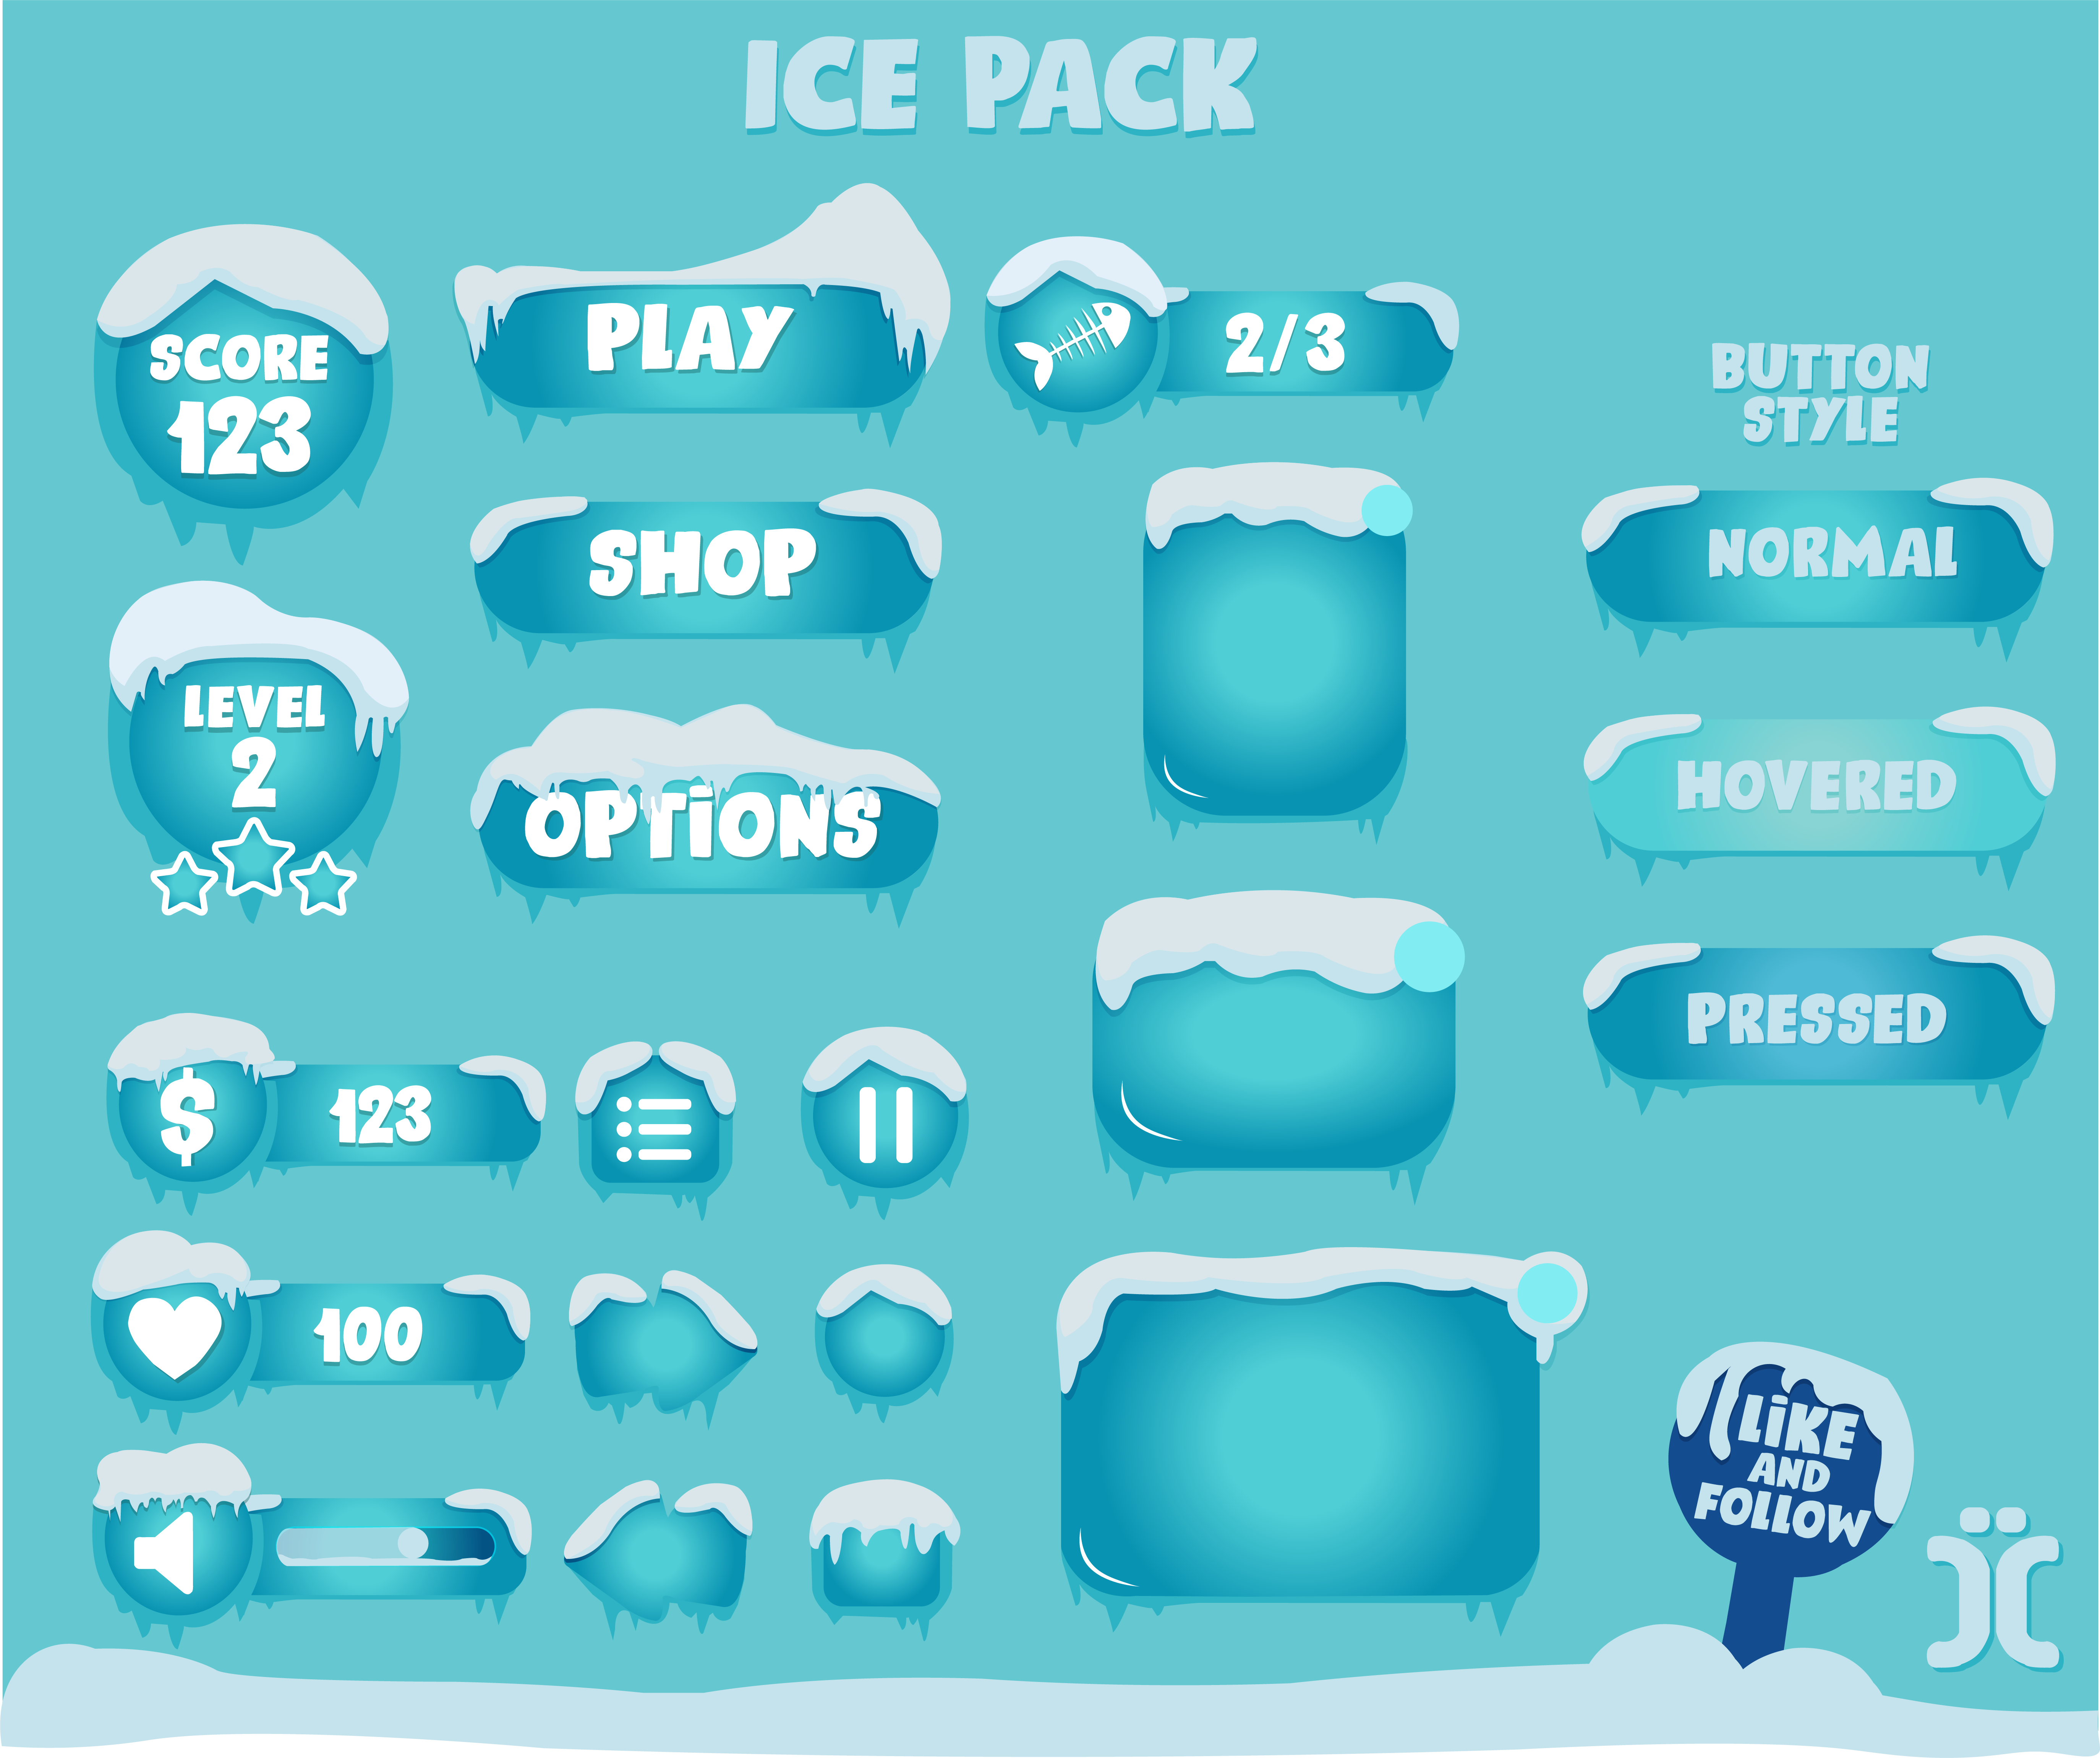 ICE PACK
SCORE
123
PLAY
2/3
BUTTON
STYLE
SHOP
NORMAL
LEVEL
2
OPTiONS
HOVERED
PRESSED
$
123
100
LiKE
AND
FOLLOW